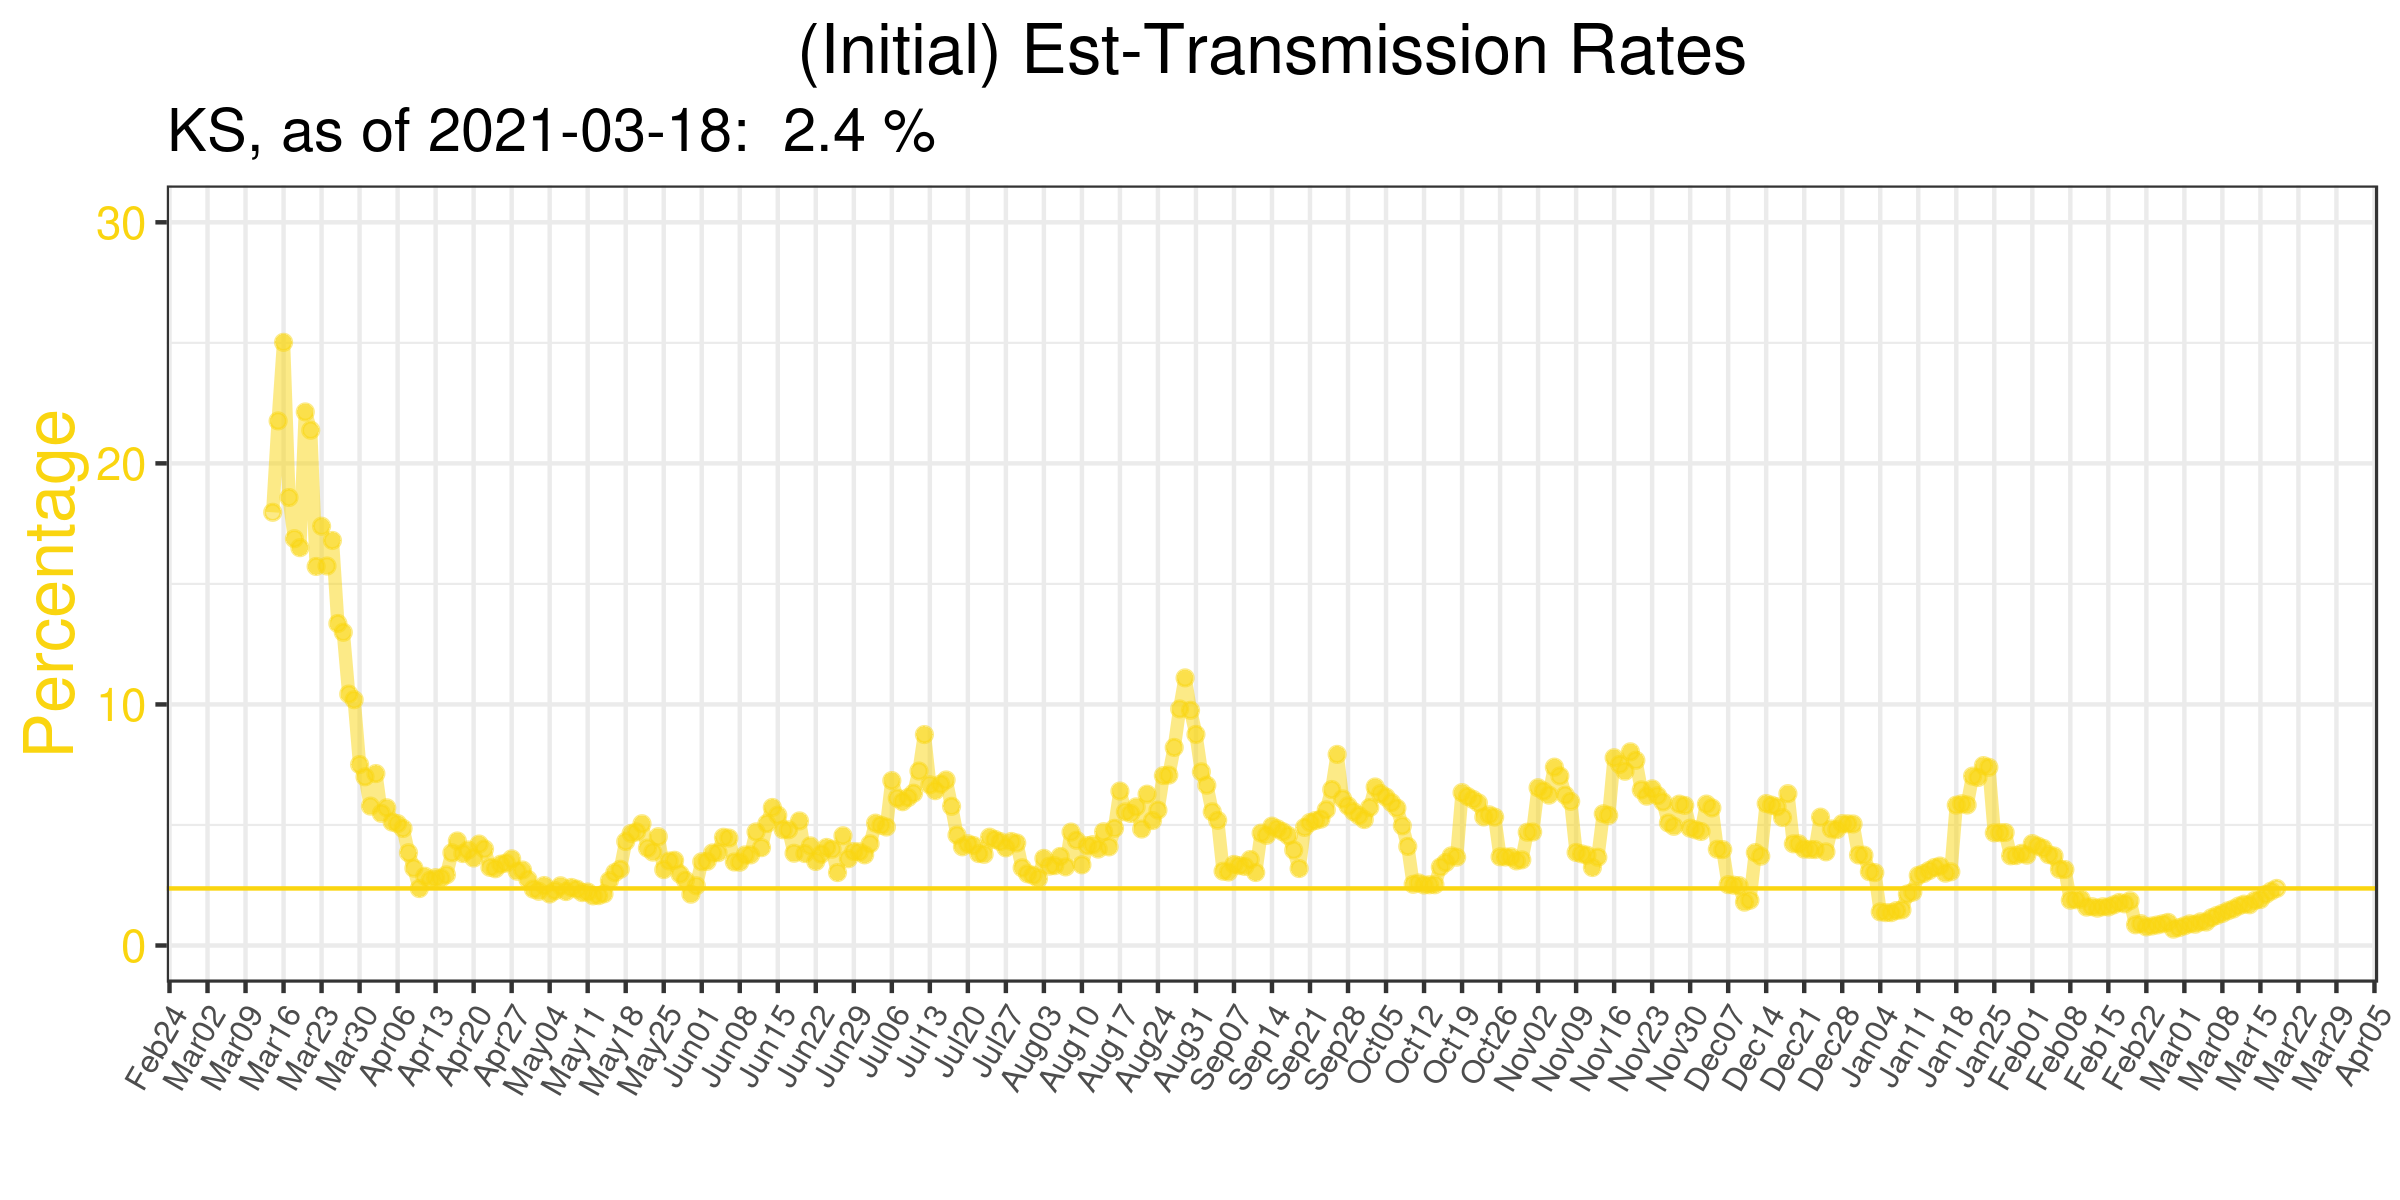 (Initial) Est-Transmission Rates
KS, as of 2021-03-18:  2.4 %
Percentage
30
20
10
0
Feb24
Mar02
Mar09
Mar16
Mar23
Mar30
Apr06
Apr13
Apr20
Apr27
May04
May11
May18
May25
Jun01
Jun08
Jun15
Jun22
Jun29
Jul06
Jul13
Jul20
Jul27
Aug03
Aug10
Aug17
Aug24
Aug31
Sep07
Sep14
Sep21
Sep28
Oct05
Oct12
Oct19
Oct26
Nov02
Nov09
Nov16
Nov23
Nov30
Dec07
Dec14
Dec21
Dec28
Jan04
Jan11
Jan18
Jan25
Feb01
Feb08
Feb15
Feb22
Mar01
Mar08
Mar15
Mar22
Mar29
Apr05